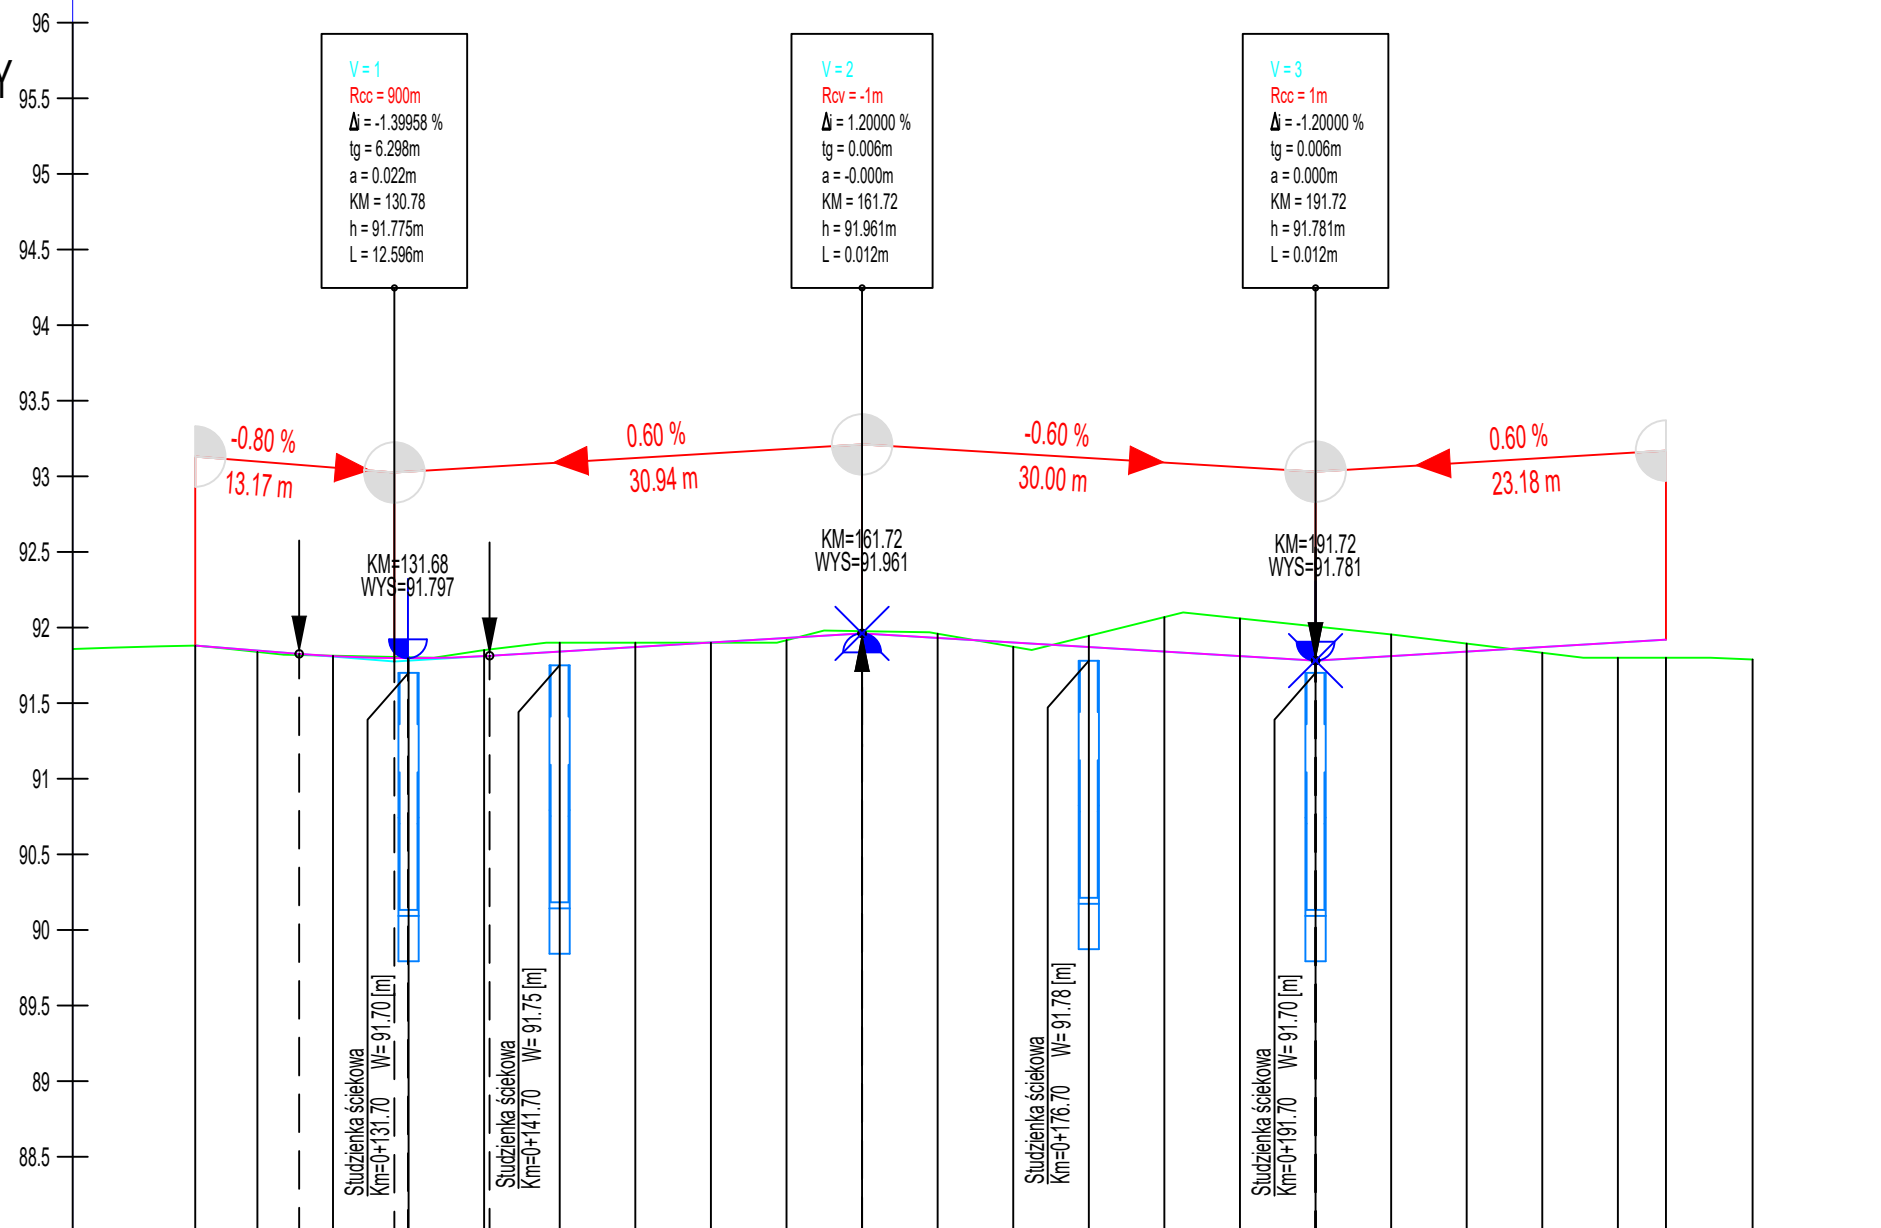 96
Y
95.5
95
94.5
94
93.5
93
92.5
92
91.5
91
90.5
90
89.5
89
88.5
V = 1
Rcc = 900m
Δi = -1.39958 %
tg = 6.298m
a = 0.022m
KM = 130.78
h = 91.775m
L = 12.596m
V = 2
Rcv = -1m
Δi = 1.20000 %
tg = 0.006m
a = -0.000m
KM = 161.72
h = 91.961m
L = 0.012m
V = 3
Rcc = 1m
Δi = -1.20000 %
tg = 0.006m
a = 0.000m
KM = 191.72
h = 91.781m
L = 0.012m
-0.80 %
13.17 m
0.60 %
30.94 m
-0.60 %
30.00 m
0.60 %
23.18 m
KM=131.68
WYS=91.797
KM=161.72
WYS=91.961
KM=191.72
WYS=91.781
Studzienka ściekowa
Km=0+131.70 W= 91.70 [m]
Studzienka ściekowa
Km=0+141.70 W= 91.75 [m]
Studzienka ściekowa
Km=0+176.70 W= 91.78 [m]
Studzienka ściekowa
Km=0+191.70 W= 91.70 [m]